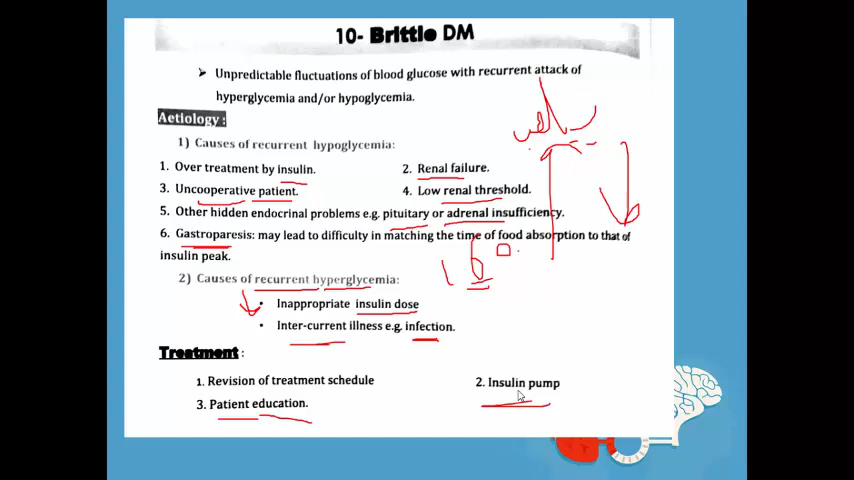 10- Brittle DM
➤ Unpredictable fluctuations of blood glucose with recurrent attack of
hyperglycemia and/or hypoglycemia.
Aetiology :
1) Causes of recurrent hypoglycemia:
1. Over treatment by insulin. 2. Renal failure.
3. Uncooperative patient. 4. Low renal threshold.
5. Other hidden endocrinal problems e.g. pituitary or adrenal insufficiency.
6. Gastroparesis: may lead to difficulty in matching the time of food absorption to that of
insulin peak.
2) Causes of recurrent hyperglycemia:
• Inappropriate insulin dose
• Inter-current illness e.g. infection.
Treatment :
1. Revision of treatment schedule 2. Insulin pump
3. Patient education.